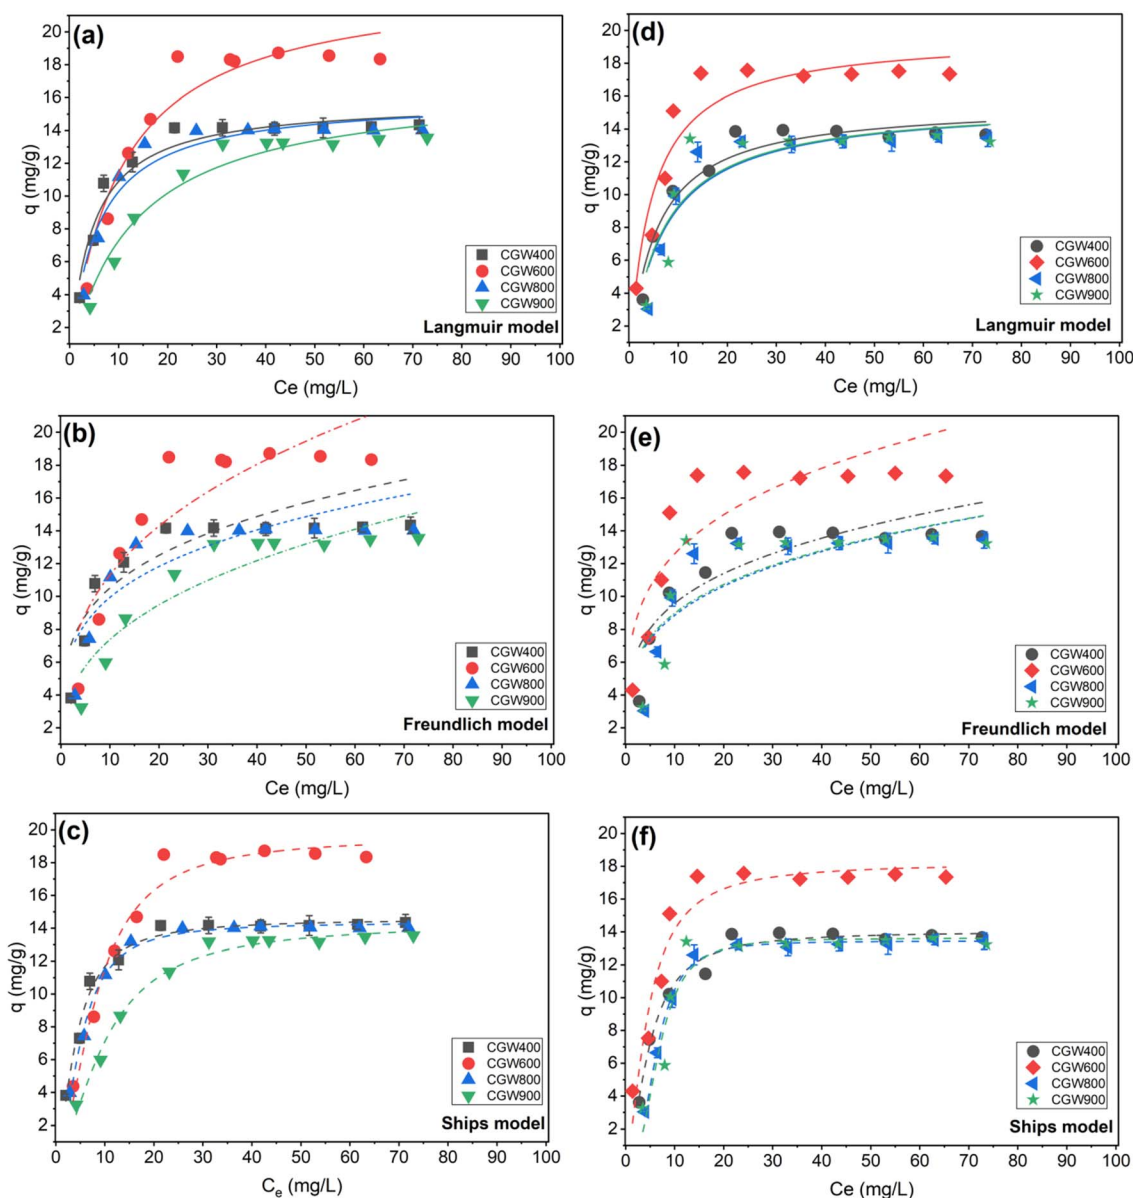 (a)
q (mg/g)
20
18
16
14
12
10
8
6
4
2
CGW400
CGW600
CGW800
CGW900
Langmuir model
0 10 20 30 40 50 60 70 80 90 100
Ce (mg/L)
(d)
q (mg/g)
20
18
16
14
12
10
8
6
4
2
CGW400
CGW600
CGW800
CGW900
Langmuir model
0 10 20 30 40 50 60 70 80 90 100
Ce (mg/L)
(b)
q (mg/g)
20
18
16
14
12
10
8
6
4
2
CGW400
CGW600
CGW800
CGW900
Freundlich model
0 10 20 30 40 50 60 70 80 90 100
Ce (mg/L)
(e)
q (mg/g)
20
18
16
14
12
10
8
6
4
2
CGW400
CGW600
CGW800
CGW900
Freundlich model
0 10 20 30 40 50 60 70 80 90 100
Ce (mg/L)
(c)
q (mg/g)
20
18
16
14
12
10
8
6
4
2
CGW400
CGW600
CGW800
CGW900
Ships model
0 10 20 30 40 50 60 70 80 90 100
Cₑ (mg/L)
(f)
q (mg/g)
20
18
16
14
12
10
8
6
4
2
CGW400
CGW600
CGW800
CGW900
Ships model
0 10 20 30 40 50 60 70 80 90 100
Ce (mg/L)